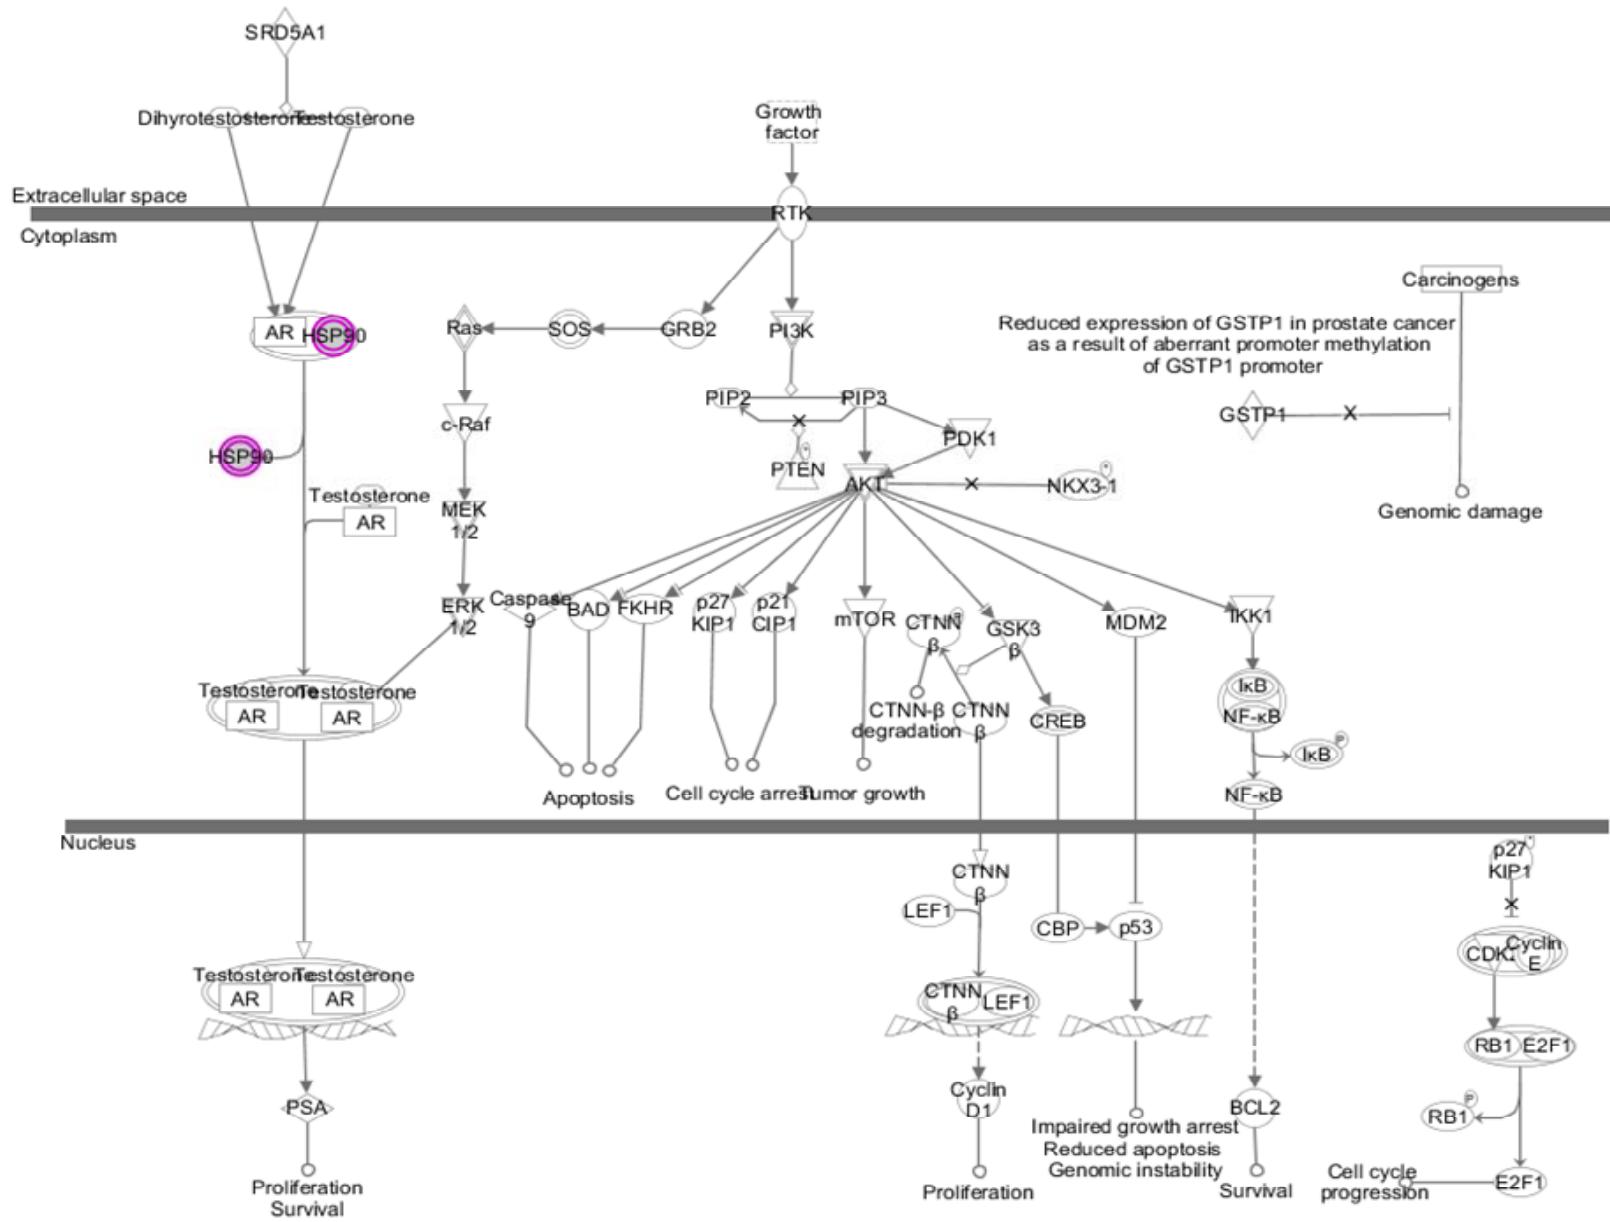 SRD5A1
Dihyrotestosterone
Testosterone
Growth
factor
Extracellular space
RTK
Cytoplasm
Carcinogens
AR
HSP90
Ras
SOS
GRB2
PI3K
Reduced expression of GSTP1 in prostate cancer
as a result of aberrant promoter methylation
of GSTP1 promoter
PIP2
PIP3
GSTP1
X
c-Raf
X
PDK1
HSP90
PTEN
AKT
X
NKX3-1
Testosterone
AR
MEK
1/2
Genomic damage
ERK
1/2
Caspase
9
BAD
FKHR
p27
KIP1
p21
CIP1
mTOR
CTNN
β
GSK3
β
MDM2
IKK1
Testosterone
Testosterone
AR
AR
CTNN-β
degradation
CTNN
β
CREB
IκB
NF-κB
IκB
P
NF-κB
Apoptosis
Cell cycle arrest
Tumor growth
Nucleus
CTNN
β
LEF1
CBP
p53
p27
KIP1
X
Cyclin
E
Testosterone
Testosterone
AR
AR
CTNN
β
LEF1
RB1
E2F1
PSA
Cyclin
D1
BCL2
RB1
P
Impaired growth arrest
Reduced apoptosis
Genomic instability
Proliferation
Survival
Proliferation
Survival
Cell cycle
progression
E2F1